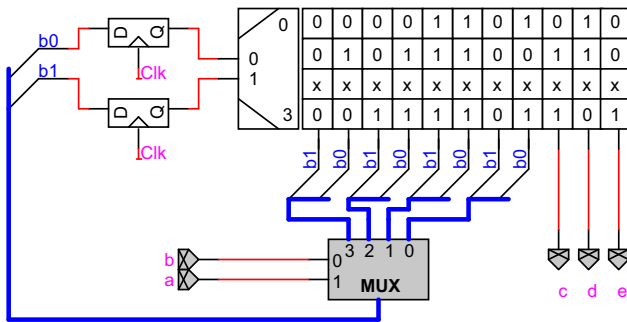 0 0 0 0 0 1 1 0 1 0 1 0
b0 D Q 0 0 1 0 1 1 1 0 0 1 1 0
Clk
b1 1 x x x x x x x x x x x
D Q 3 0 0 1 1 1 1 0 1 1 0 1
Clk
b1 b0 b1 b0 b1 b0 b1 b0
3 2 1 0
b 0
a 1
MUX
c d e